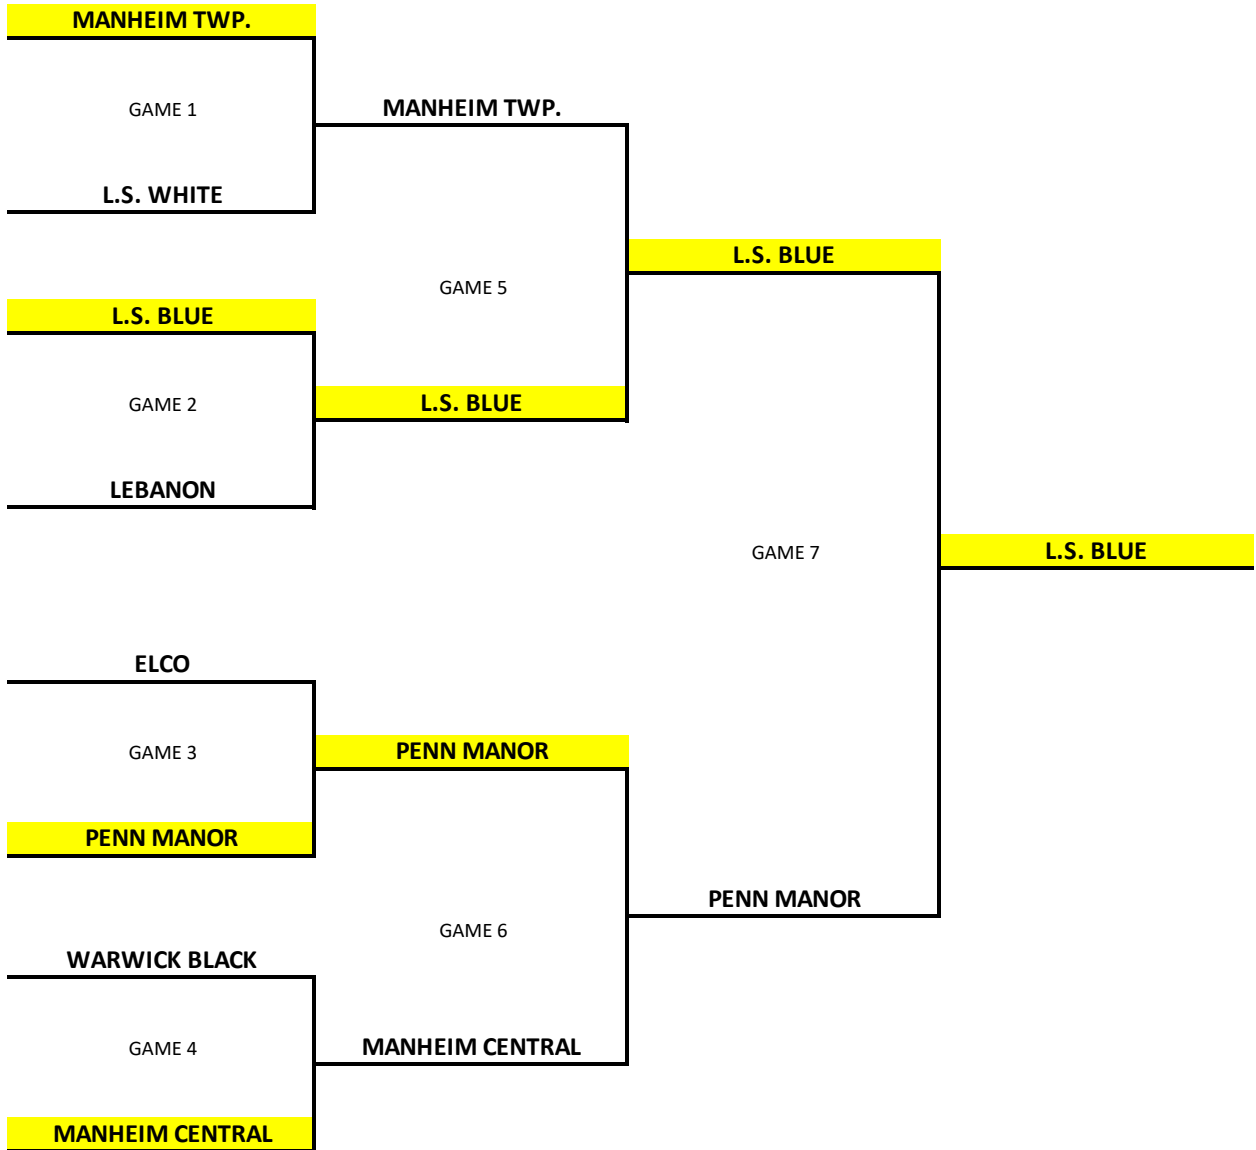 MANHEIM TWP.
GAME 1
MANHEIM TWP.
L.S. WHITE
L.S. BLUE
GAME 5
L.S. BLUE
GAME 2
L.S. BLUE
LEBANON
GAME 7
L.S. BLUE
ELCO
GAME 3
PENN MANOR
PENN MANOR
PENN MANOR
GAME 6
WARWICK BLACK
GAME 4
MANHEIM CENTRAL
MANHEIM CENTRAL